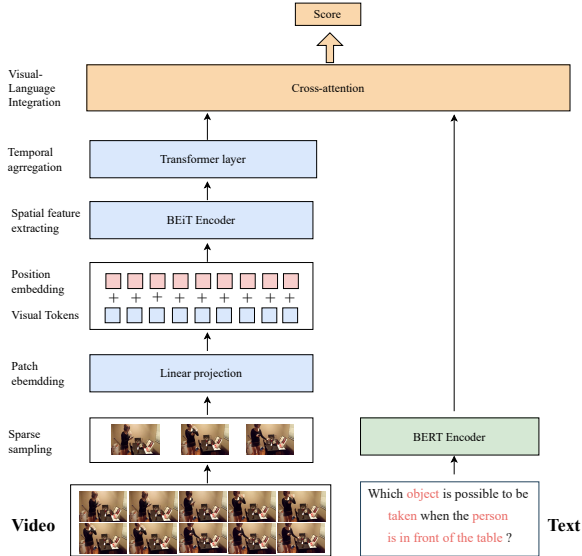 Score
Visual-
Language
Integration
Cross-attention
Temporal
agrregation
Transformer layer
Spatial feature
extracting
BEiT Encoder
Position
embedding
+ + + + + + + + +
Visual Tokens
Patch
ebemdding
Linear projection
Sparse
sampling
BERT Encoder
Video
Which object is possible to be
taken when the person
is in front of the table ?
Text